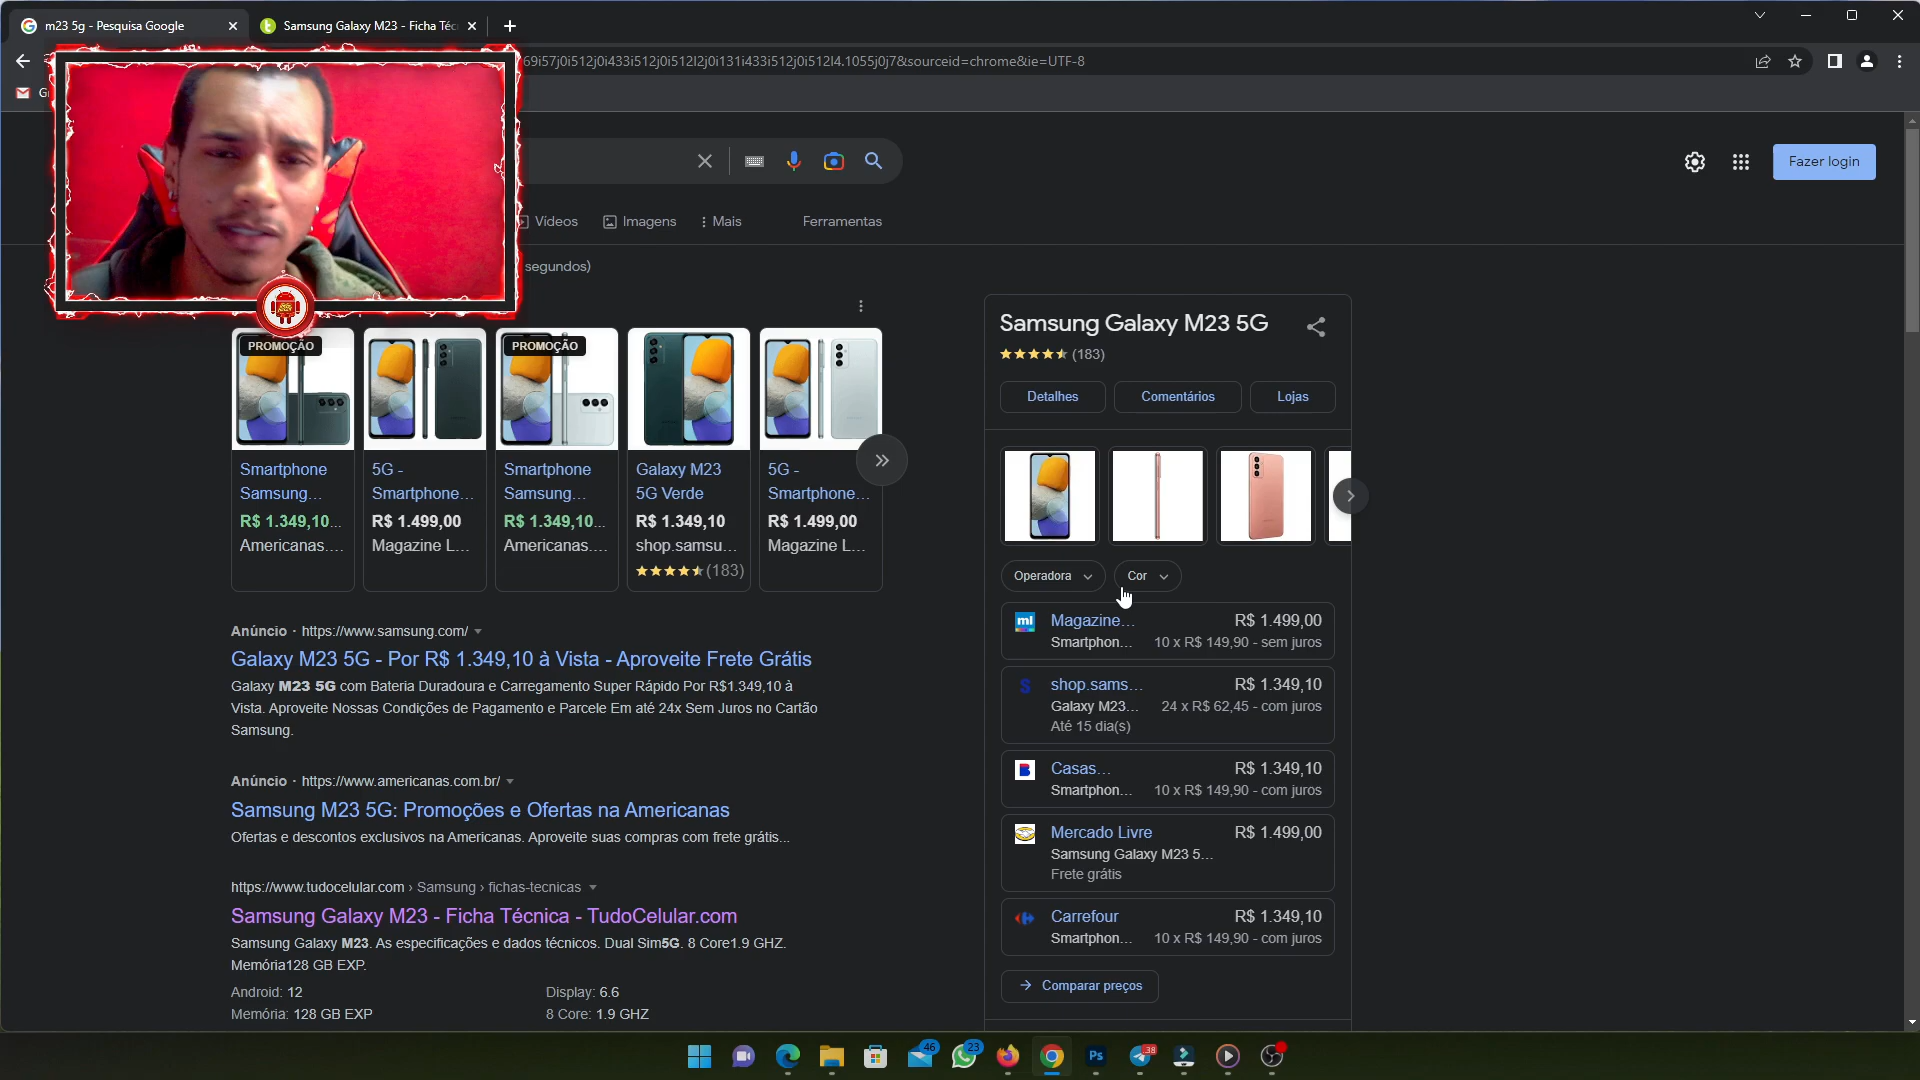 m23 5g - Pesquisa Google
Samsung Galaxy M23 - Ficha Téc
69i57j0i512j0i433i512j0i512l2j0i131i433i512j0i512l4.1055j0j7&sourceid=chrome&ie=UTF-8
Fazer login
Vídeos
Imagens
Mais
Ferramentas
segundos)
PROMOÇÃO
Smartphone
Samsung...
R$ 1.349,10...
Americanas....
5G -
Smartphone...
R$ 1.499,00
Magazine L...
PROMOÇÃO
Smartphone
Samsung...
R$ 1.349,10...
Americanas....
Galaxy M23
5G Verde
R$ 1.349,10
shop.samsu...
(183)
5G -
Smartphone...
R$ 1.499,00
Magazine L...
Anúncio · https://www.samsung.com/
Galaxy M23 5G - Por R$ 1.349,10 à Vista - Aproveite Frete Grátis
Galaxy M23 5G com Bateria Duradoura e Carregamento Super Rápido Por R$1.349,10 à
Vista. Aproveite Nossas Condições de Pagamento e Parcele Em até 24x Sem Juros no Cartão
Samsung.
Anúncio · https://www.americanas.com.br/
Samsung M23 5G: Promoções e Ofertas na Americanas
Ofertas e descontos exclusivos na Americanas. Aproveite suas compras com frete grátis...
https://www.tudocelular.com › Samsung › fichas-tecnicas
Samsung Galaxy M23 - Ficha Técnica - TudoCelular.com
Samsung Galaxy M23. As especificações e dados técnicos. Dual Sim5G. 8 Core1.9 GHZ.
Memória128 GB EXP.
Android: 12
Display: 6.6
Memória: 128 GB EXP
8 Core: 1.9 GHZ
Samsung Galaxy M23 5G
(183)
Detalhes
Comentários
Lojas
Operadora
Cor
ml
Magazine...
R$ 1.499,00
Smartphon...
10 x R$ 149,90 - sem juros
S
shop.sams...
R$ 1.349,10
Galaxy M23...
24 x R$ 62,45 - com juros
Até 15 dia(s)
Casas...
R$ 1.349,10
Smartphon...
10 x R$ 149,90 - com juros
Mercado Livre
R$ 1.499,00
Samsung Galaxy M23 5...
Frete grátis
Carrefour
R$ 1.349,10
Smartphon...
10 x R$ 149,90 - com juros
Comparar preços
46
23
Ps
38